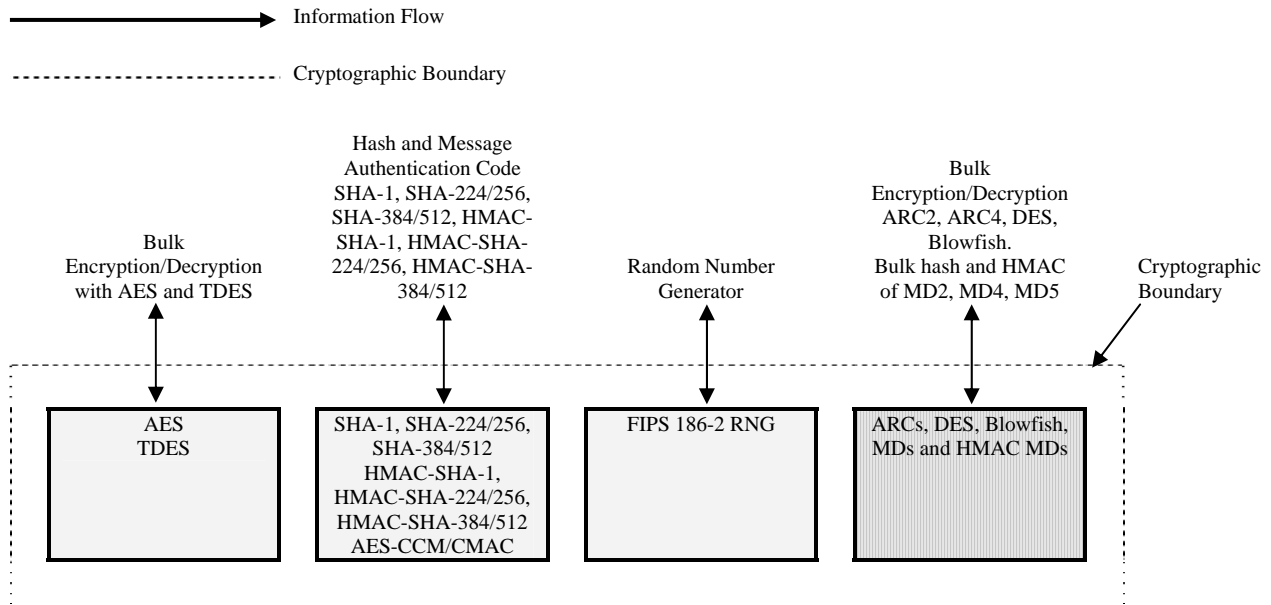 Information Flow
Cryptographic Boundary
Bulk
Encryption/Decryption
with AES and TDES
Hash and Message
Authentication Code
SHA-1, SHA-224/256,
SHA-384/512, HMAC-
SHA-1, HMAC-SHA-
224/256, HMAC-SHA-
384/512
Random Number
Generator
Bulk
Encryption/Decryption
ARC2, ARC4, DES,
Blowfish.
Bulk hash and HMAC
of MD2, MD4, MD5
Cryptographic
Boundary
AES
TDES
SHA-1, SHA-224/256,
SHA-384/512
HMAC-SHA-1,
HMAC-SHA-224/256,
HMAC-SHA-384/512
AES-CCM/CMAC
FIPS 186-2 RNG
ARCs, DES, Blowfish,
MDs and HMAC MDs